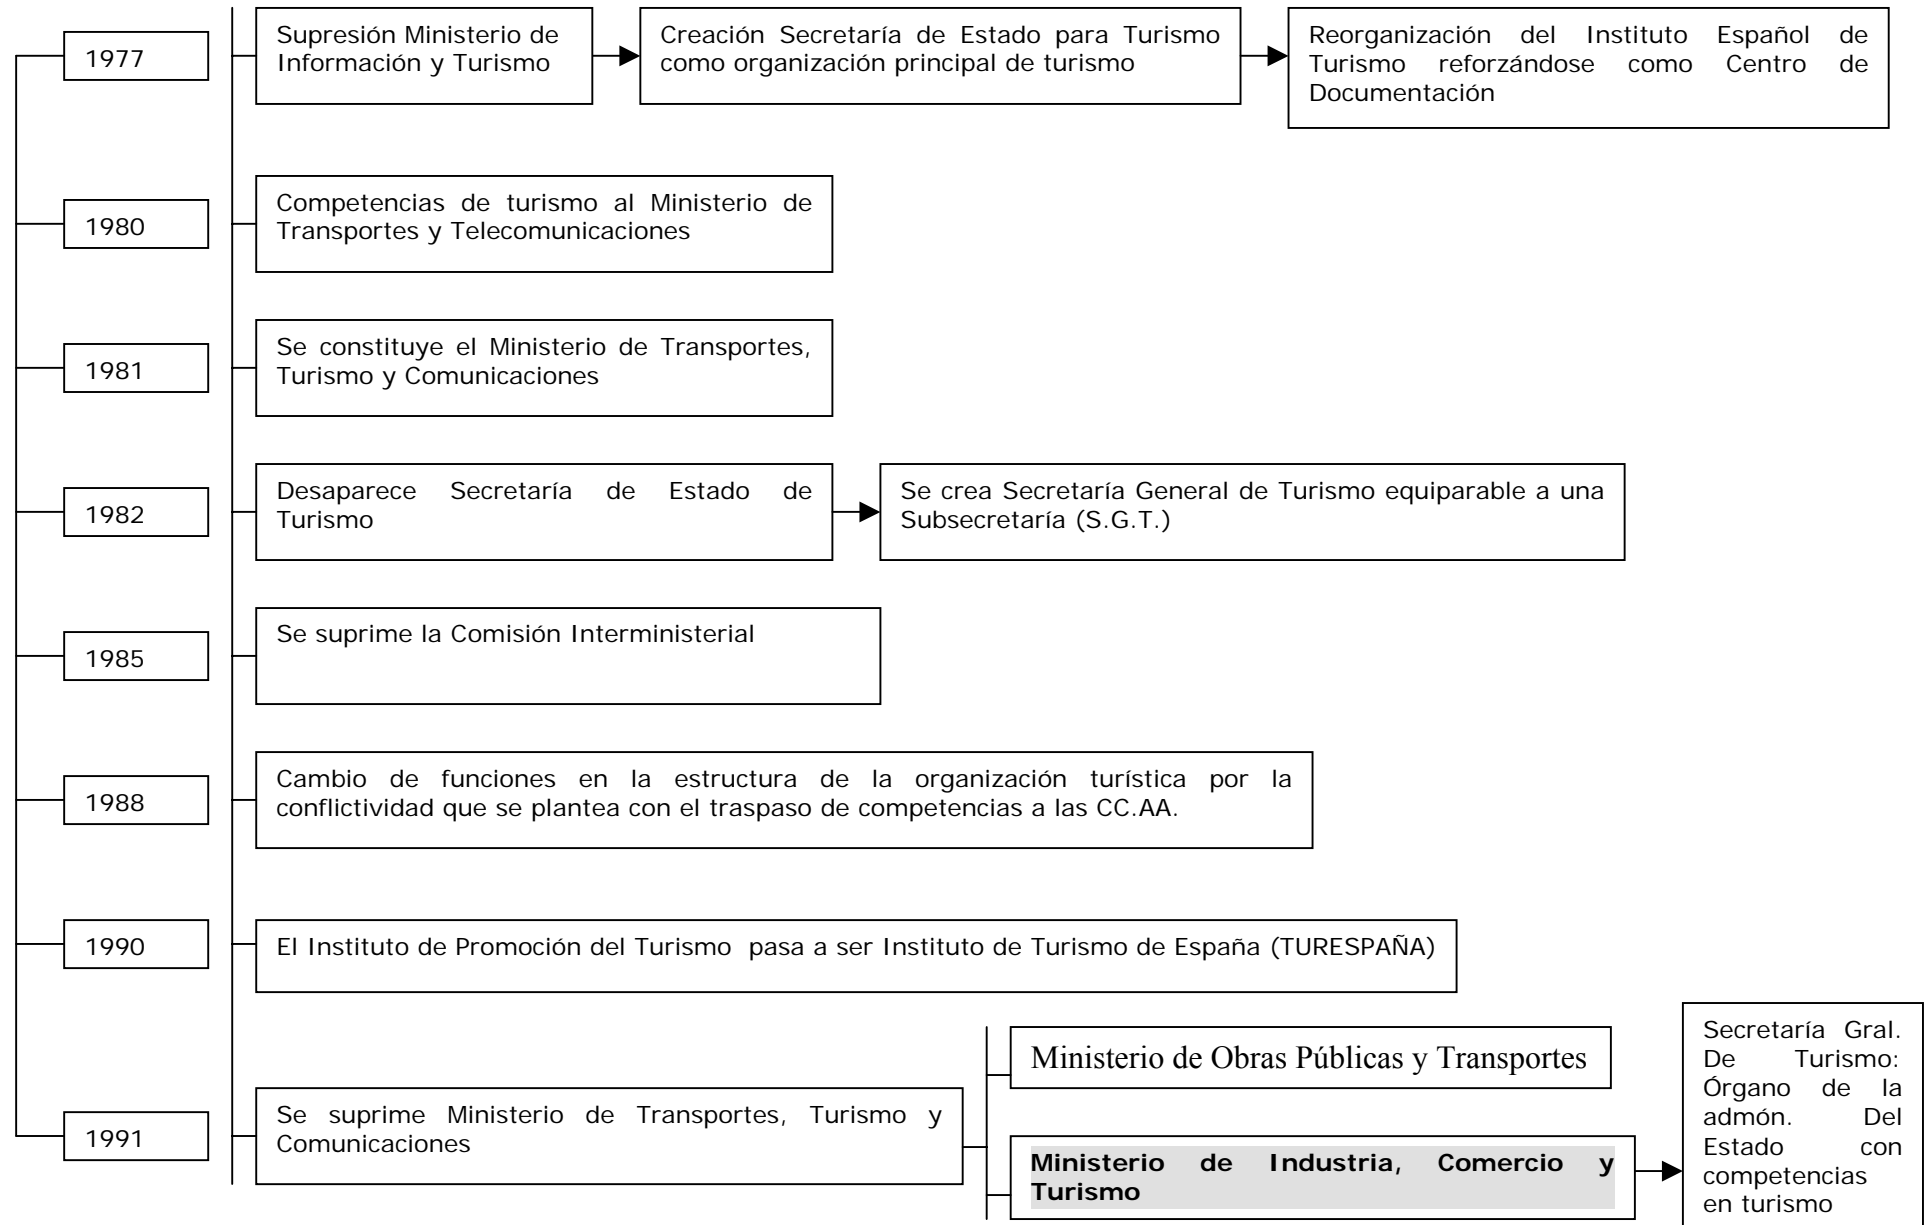 1977
Supresión Ministerio de
Información y Turismo
Creación Secretaría de Estado para Turismo
como organización principal de turismo
Reorganización del Instituto Español de
Turismo reforzándose como Centro de
Documentación
1980
Competencias de turismo al Ministerio de
Transportes y Telecomunicaciones
1981
Se constituye el Ministerio de Transportes,
Turismo y Comunicaciones
1982
Desaparece Secretaría de Estado de
Turismo
Se crea Secretaría General de Turismo equiparable a una
Subsecretaría (S.G.T.)
1985
Se suprime la Comisión Interministerial
1988
Cambio de funciones en la estructura de la organización turística por la
conflictividad que se plantea con el traspaso de competencias a las CC.AA.
1990
El Instituto de Promoción del Turismo  pasa a ser Instituto de Turismo de España (TURESPAÑA)
1991
Se suprime Ministerio de Transportes, Turismo y
Comunicaciones
Ministerio de Obras Públicas y Transportes
Ministerio de Industria, Comercio y
Turismo
Secretaría Gral.
De Turismo:
Órgano de la
admón. Del
Estado con
competencias
en turismo